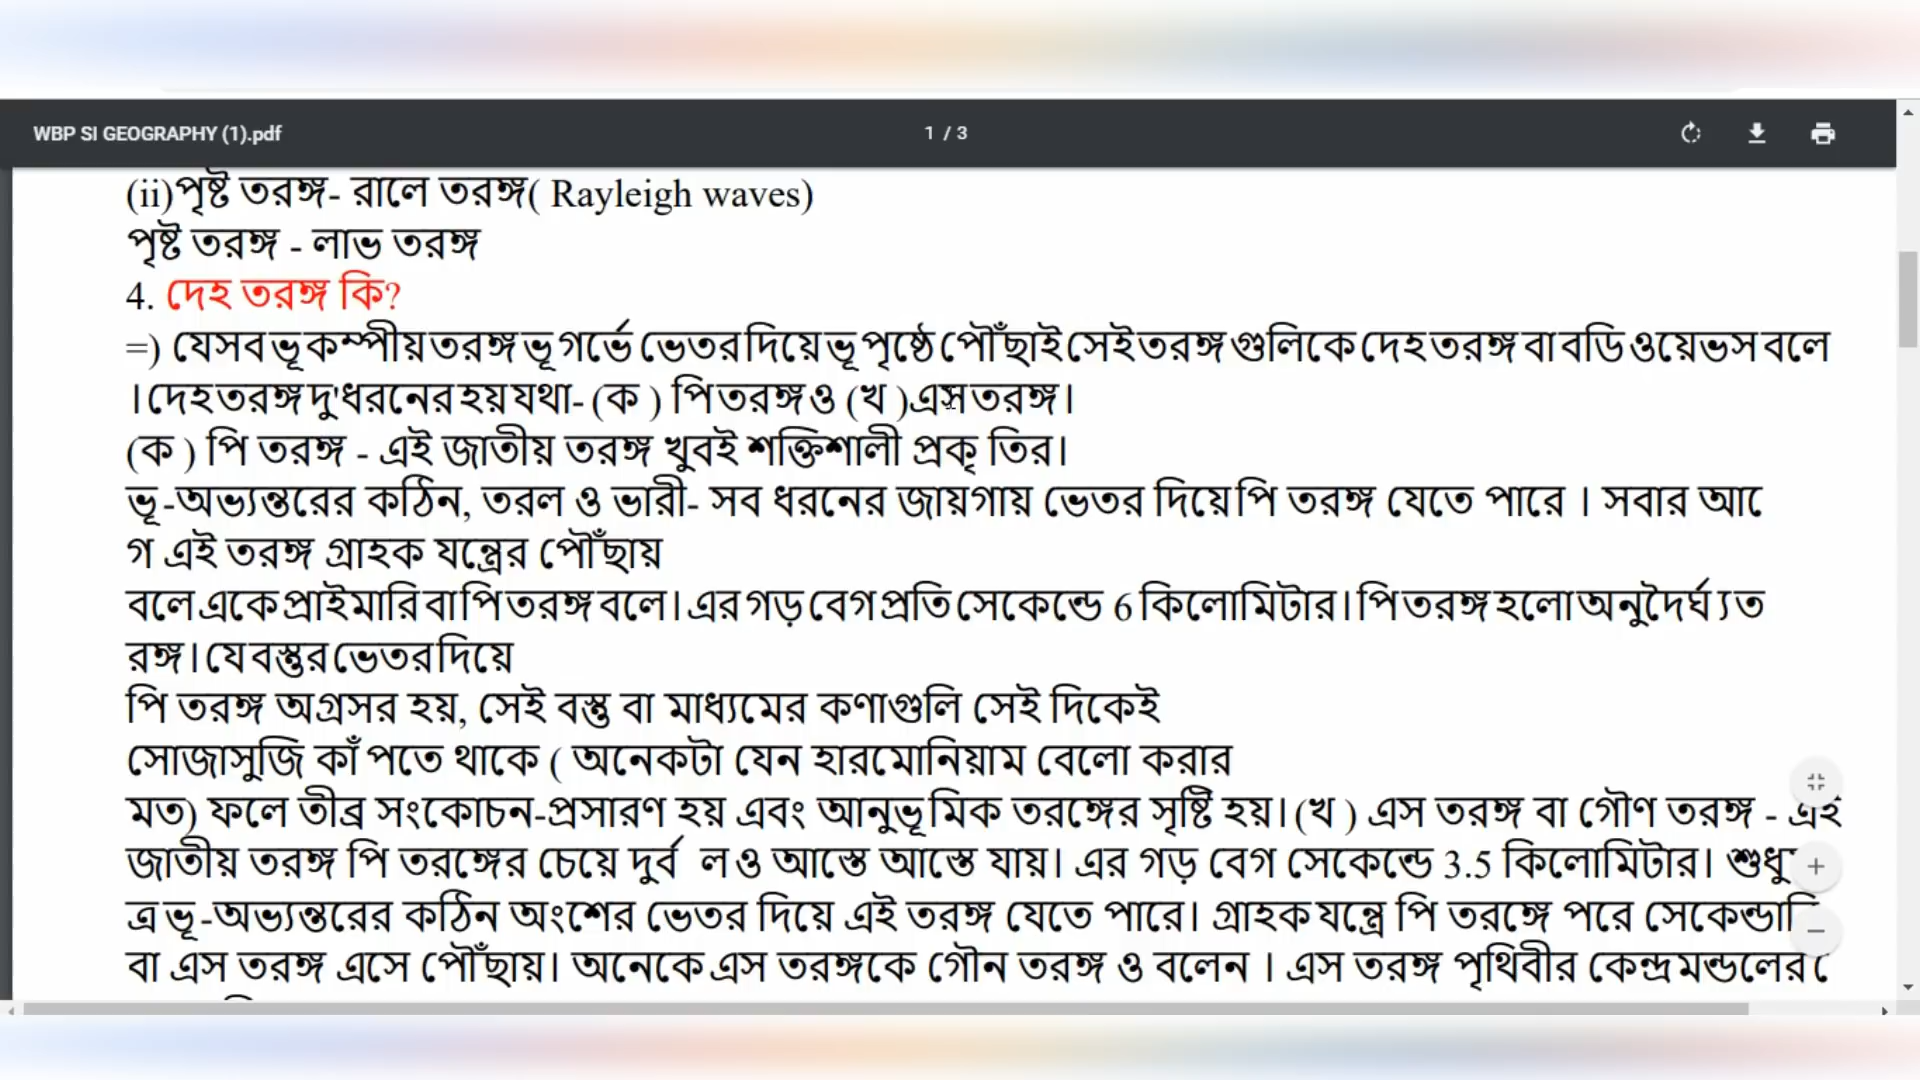 WBP SI GEOGRAPHY (1).pdf
1 / 3
(ii)পৃষ্ট তরঙ্গ- রালে তরঙ্গ( Rayleigh waves)
পৃষ্ট তরঙ্গ - লাভ তরঙ্গ
4. দেহ তরঙ্গ কি?
=) যেসব ভূ কম্পীয় তরঙ্গ ভূ গর্ভে ভেতর দিয়ে ভূ পৃষ্ঠে পৌঁছাই সেই তরঙ্গ গুলিকে দেহ তরঙ্গ বা বডি ওয়েভস বলে
। দেহ তরঙ্গ দু'ধরনের হয় যথা- (ক ) পি তরঙ্গ ও (খ )এস তরঙ্গ।
(ক ) পি তরঙ্গ - এই জাতীয় তরঙ্গ খুবই শক্তিশালী প্রকৃ তির।
ভূ -অভ্যন্তরের কঠিন, তরল ও ভারী- সব ধরনের জায়গায় ভেতর দিয়ে পি তরঙ্গ যেতে পারে । সবার আে
গ এই তরঙ্গ গ্রাহক যন্ত্রের পৌঁছায়
বলে একে প্রাইমারি বা পি তরঙ্গ বলে। এর গড় বেগ প্রতি সেকেন্ডে 6 কিলোমিটার। পি তরঙ্গ হলো অনুদৈর্ঘ্য ত
রঙ্গ। যে বস্তুর ভেতর দিয়ে
পি তরঙ্গ অগ্রসর হয়, সেই বস্তু বা মাধ্যমের কণাগুলি সেই দিকেই
সোজাসুজি কাঁ পতে থাকে ( অনেকটা যেন হারমোনিয়াম বেলো করার
মত) ফলে তীব্র সংকোচন-প্রসারণ হয় এবং আনুভূ মিক তরঙ্গের সৃষ্টি হয়। (খ ) এস তরঙ্গ বা গৌণ তরঙ্গ - এই
জাতীয় তরঙ্গ পি তরঙ্গের চেয়ে দুর্ব ল ও আস্তে আস্তে যায়। এর গড় বেগ সেকেন্ডে 3.5 কিলোমিটার।
ত্র ভূ -অভ্যন্তরের কঠিন অংশের ভেতর দিয়ে এই তরঙ্গ যেতে পারে। গ্রাহক যন্ত্রে পি তরঙ্গে পরে
বা এস তরঙ্গ এসে পৌঁছায়। অনেকে এস তরঙ্গকে গৌন তরঙ্গ ও বলেন । এস তরঙ্গ পৃথিবীর কেন্দ্রমন্ডলের